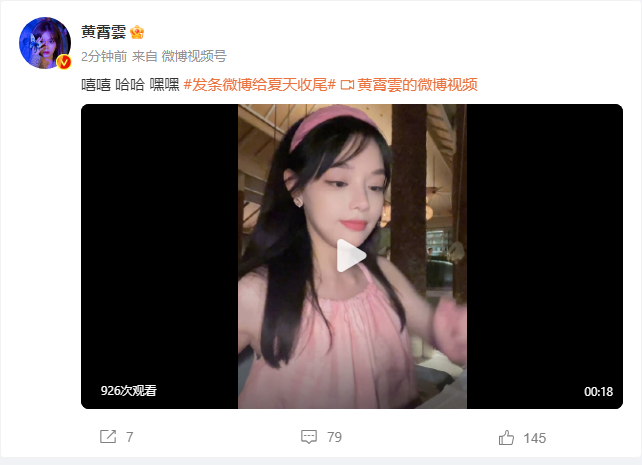 黄霄雲
2分钟前 来自 微博视频号
嘻嘻 哈哈 嘿嘿 #发条微博给夏天收尾# 黄霄雲的微博视频
926次观看
00:18
7
79
145